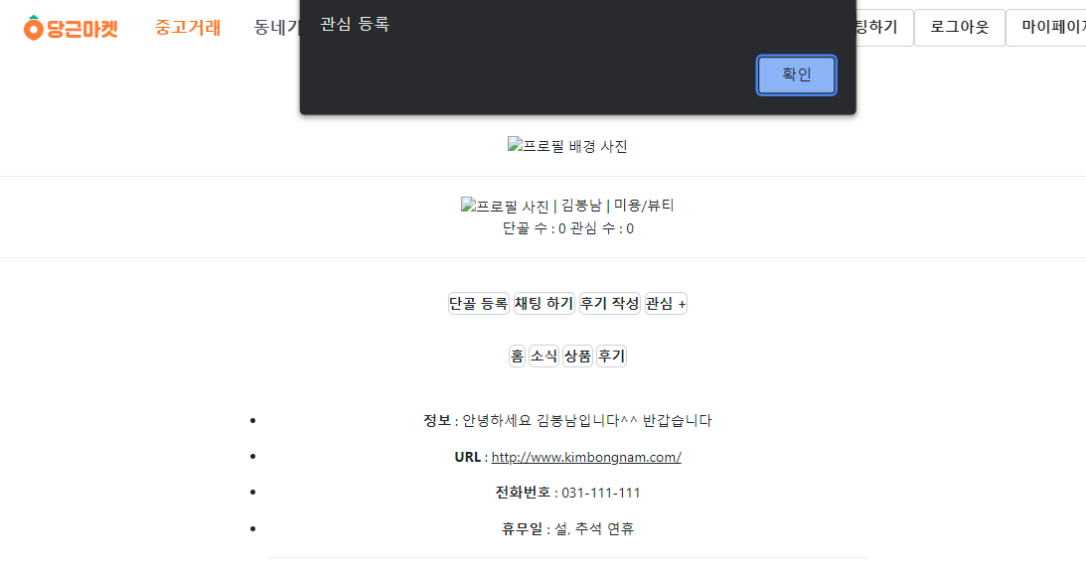 당근마켓 중고거래 동네가 관심 등록 팅하기 로그아웃 마이페이지
확인
프로필 배경 사진
프로필 사진 | 김봉남 | 미용/뷰티
단골 수 : 0 관심 수 : 0
단골 등록 채팅 하기 후기 작성 관심 +
홈 소식 상품 후기
• 정보 : 안녕하세요 김봉남입니다^^ 반갑습니다
• URL : http://www.kimbongnam.com/
• 전화번호 : 031-111-111
• 휴무일 : 설, 추석 연휴